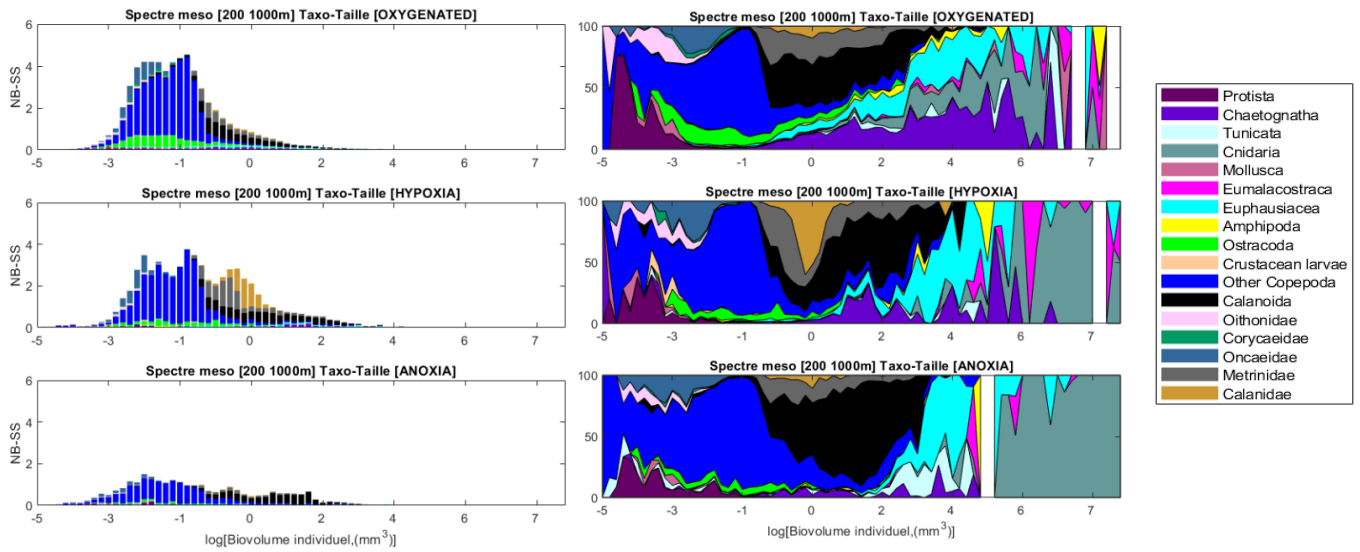 Spectre meso [200 1000m] Taxo-Taille [OXYGENATED]
NB-SS
6
4
2
0
-5 -3 -1 0 2 4 6 7
Spectre meso [200 1000m] Taxo-Taille [OXYGENATED]
100
50
0
-5 -3 -1 0 2 4 6 7
Spectre meso [200 1000m] Taxo-Taille [HYPOXIA]
NB-SS
6
4
2
0
-5 -3 -1 0 2 4 6 7
Spectre meso [200 1000m] Taxo-Taille [HYPOXIA]
100
50
0
-5 -3 -1 0 2 4 6 7
Spectre meso [200 1000m] Taxo-Taille [ANOXIA]
NB-SS
6
4
2
0
-5 -3 -1 0 2 4 6 7
log[Biovolume individuel,(mm³)]
Spectre meso [200 1000m] Taxo-Taille [ANOXIA]
100
50
0
-5 -3 -1 0 2 4 6 7
log[Biovolume individuel,(mm³)]
Protista
Chaetognatha
Tunicata
Cnidaria
Mollusca
Eumalacostraca
Euphausiacea
Amphipoda
Ostracoda
Crustacean larvae
Other Copepoda
Calanoida
Oithonidae
Corycaeidae
Oncaeidae
Metrinidae
Calanidae